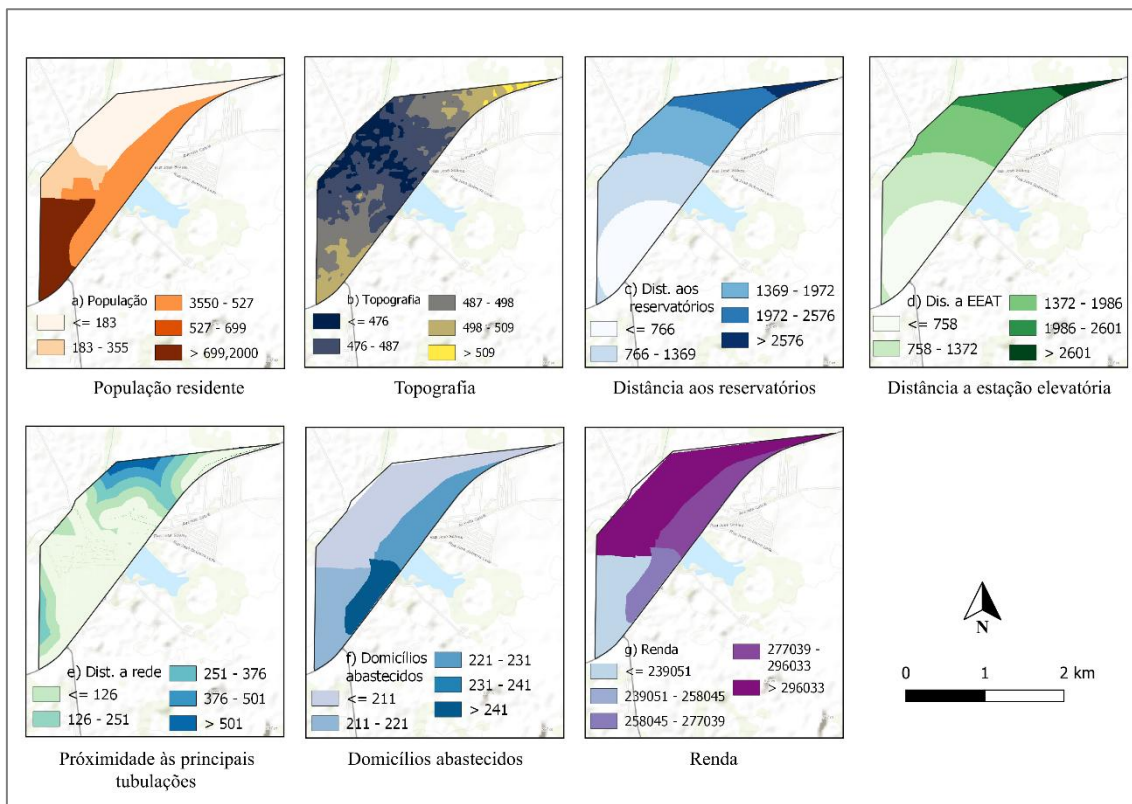 a) População
<= 183
183 - 355
3550 - 527
527 - 699
> 699,2000
População residente
b) Topografia
<= 476
476 - 487
487 - 498
498 - 509
> 509
Topografia
c) Dist. aos
reservatórios
<= 766
766 - 1369
1369 - 1972
1972 - 2576
> 2576
Distância aos reservatórios
d) Dis. a EEAT
<= 758
758 - 1372
1372 - 1986
1986 - 2601
> 2601
Distância a estação elevatória
e) Dist. a rede
<= 126
126 - 251
251 - 376
376 - 501
> 501
Próximidade às principais
tubulações
f) Domicílios
abastecidos
<= 211
211 - 221
221 - 231
231 - 241
> 241
Domicílios abastecidos
g) Renda
<= 239051
239051 - 258045
258045 - 277039
277039 -
296033
> 296033
Renda
N
0 1 2 km